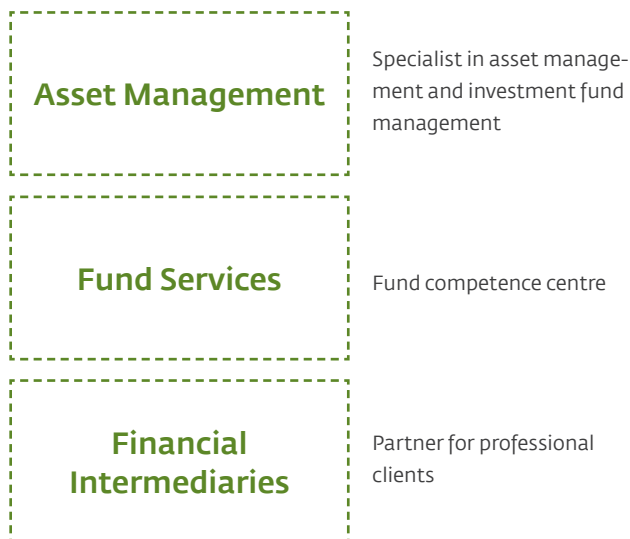 Asset Management
Specialist in asset manage-
ment and investment fund
management
Fund Services
Fund competence centre
Financial
Intermediaries
Partner for professional
clients